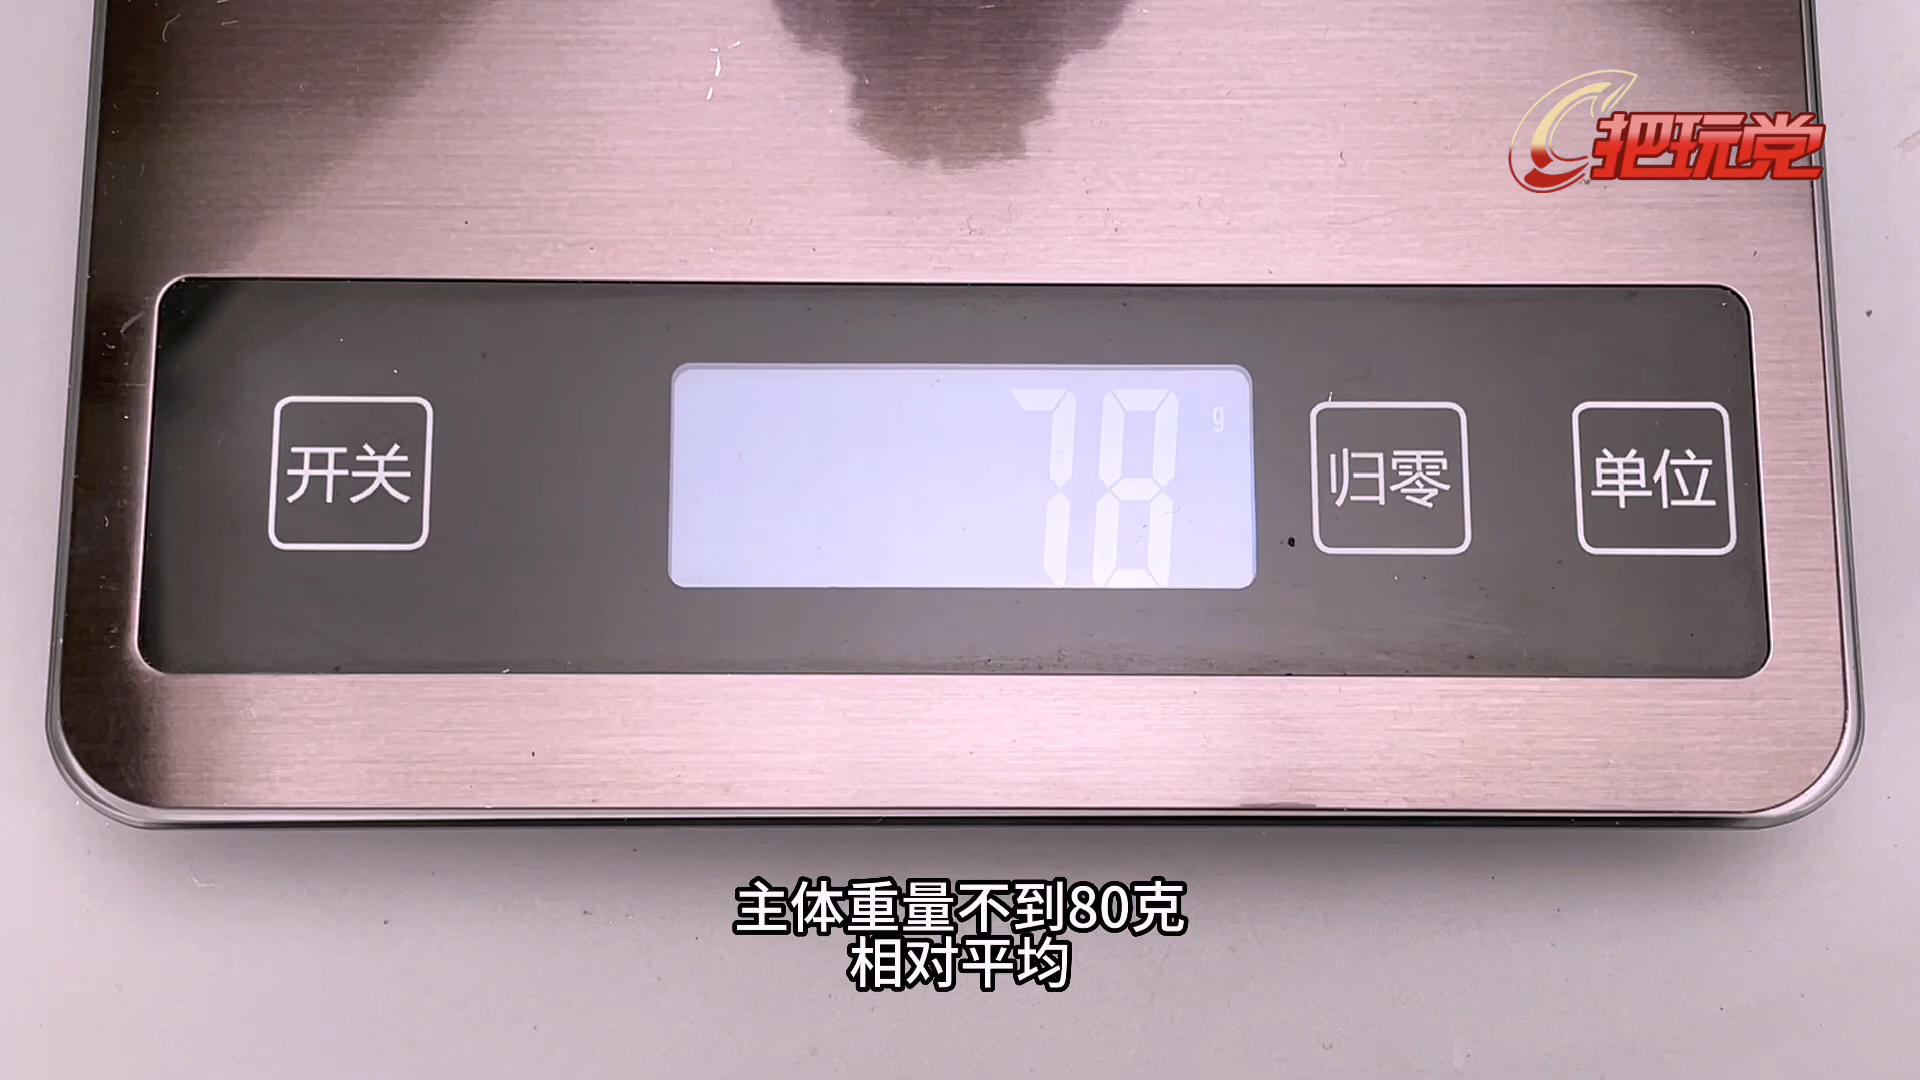 把玩党
开关
78 g
归零
单位
主体重量不到80克
相对平均